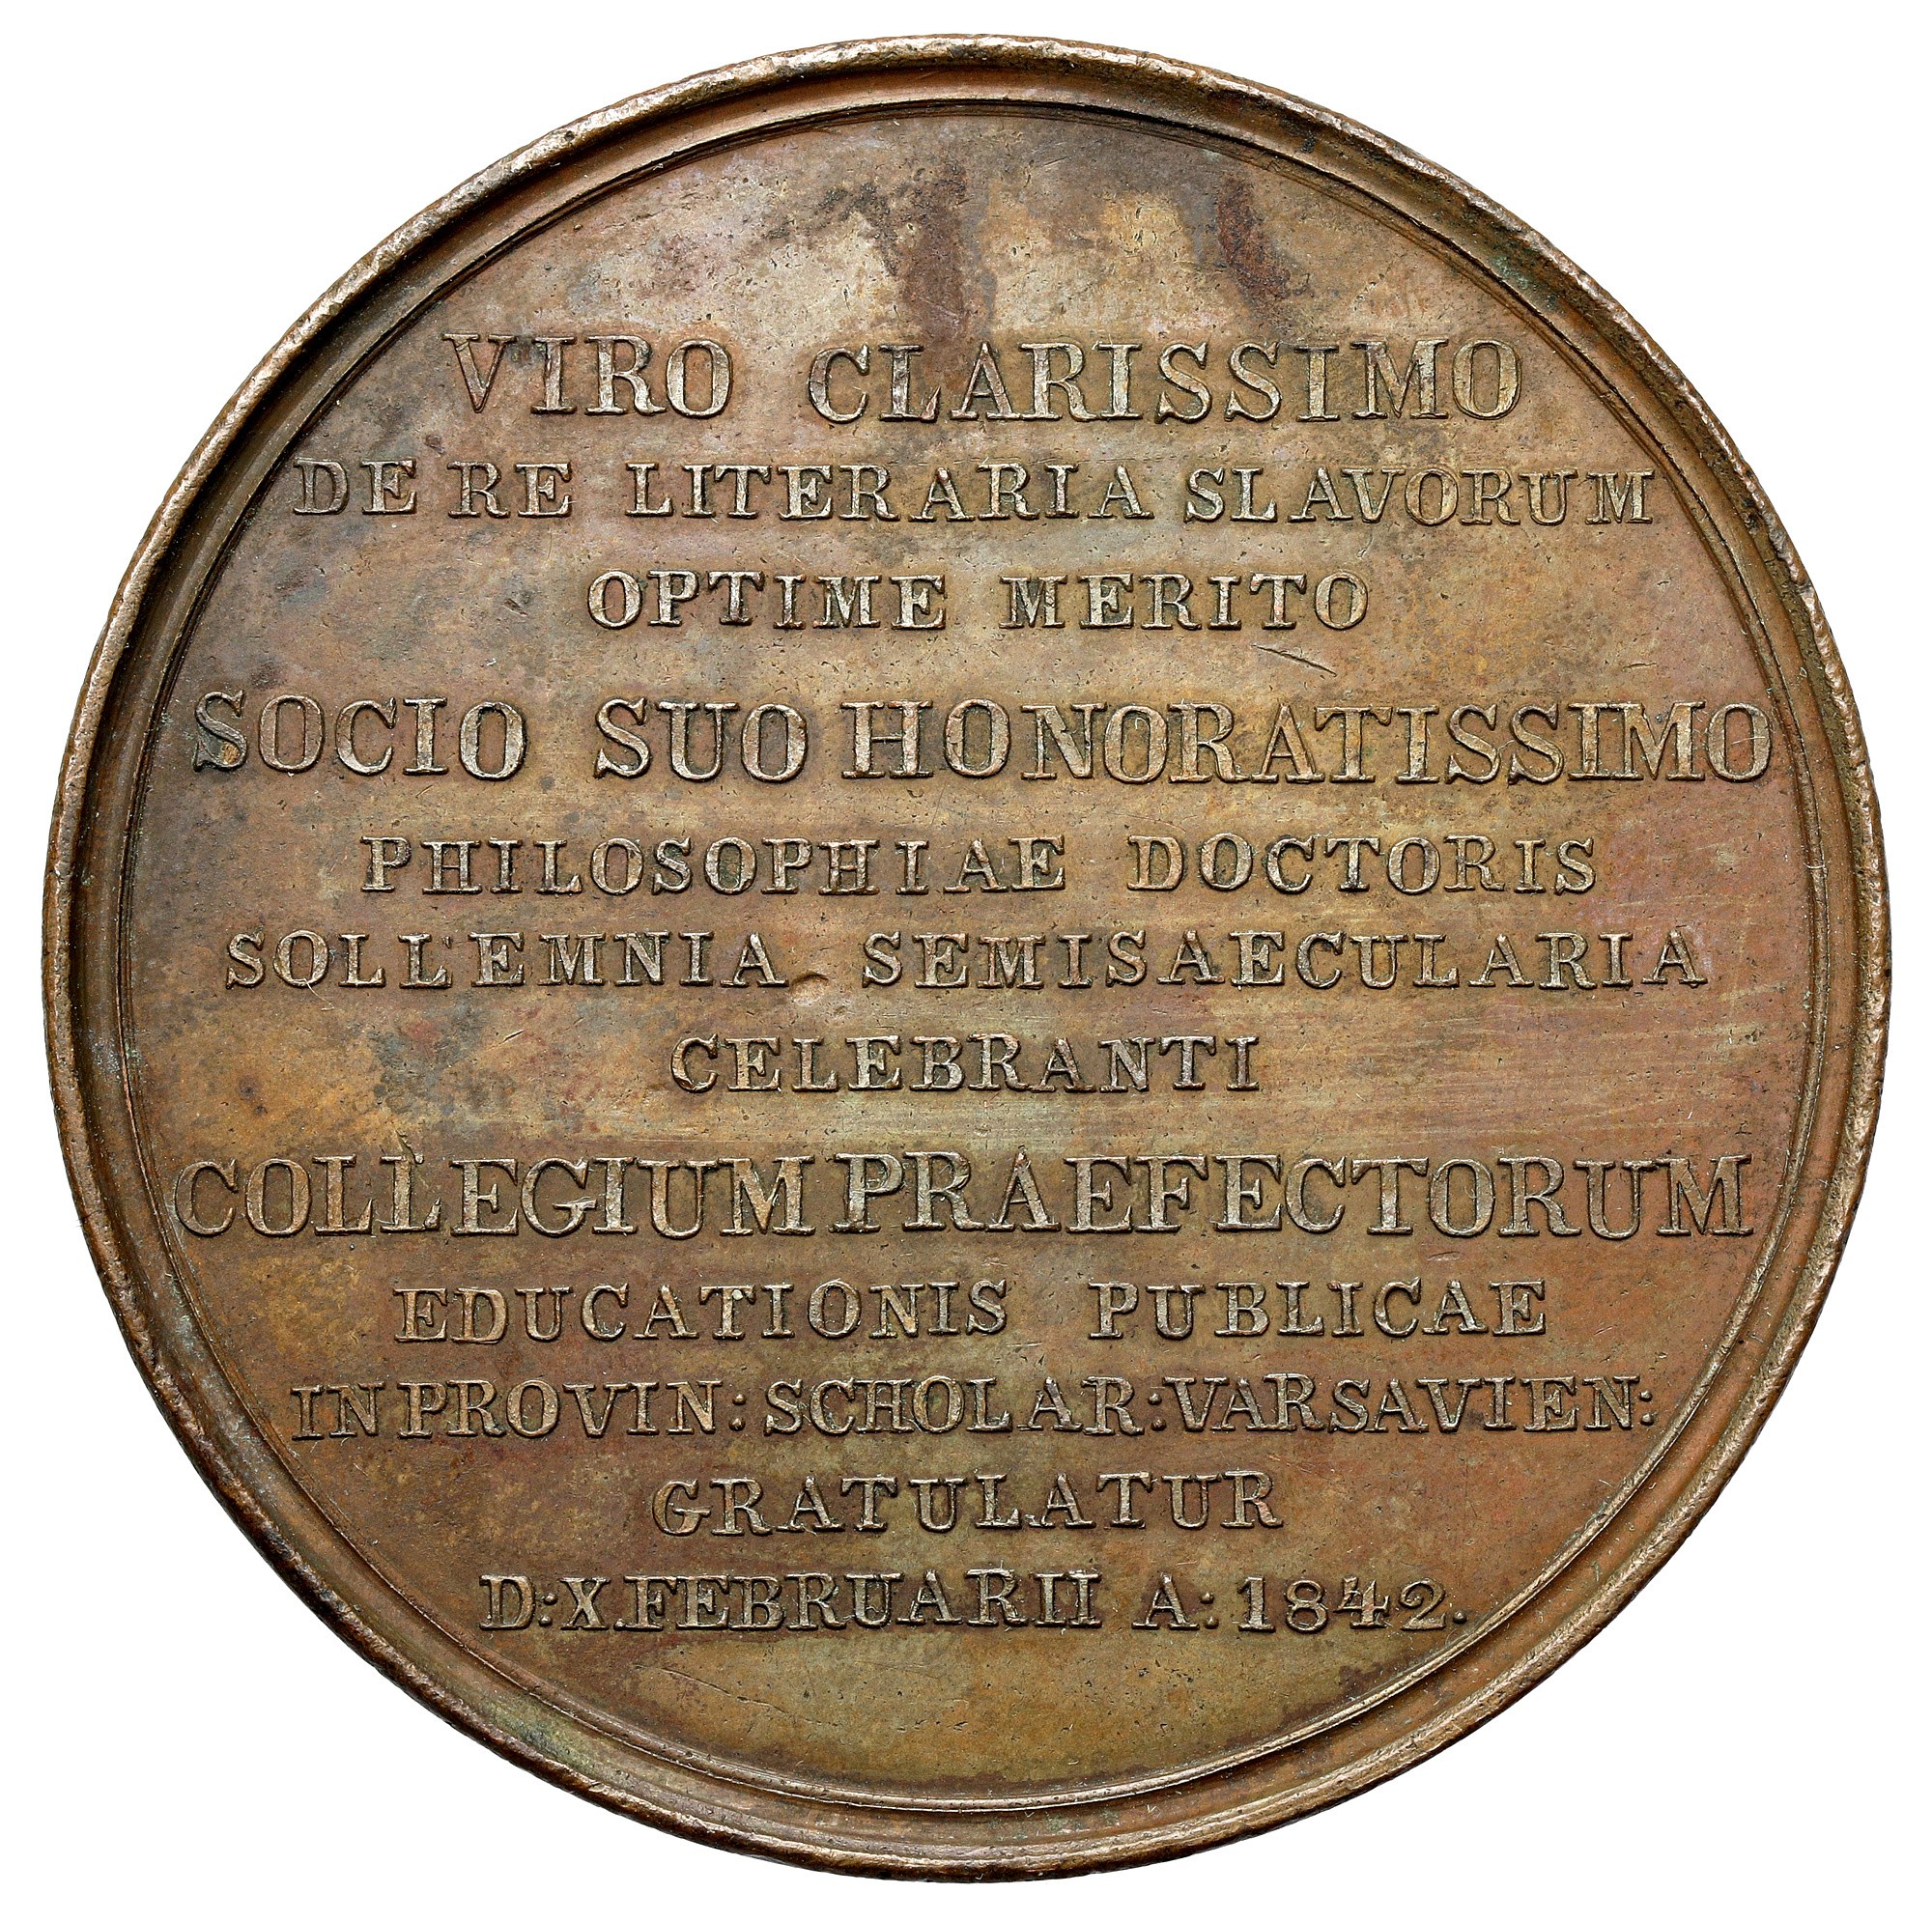 VIRO CLARISSIMO
DE RE LITERARIA SLAVORUM
OPTIME MERITO
SOCIO SUO HONORATISSIMO
PHILOSOPHIAE DOCTORIS
SOLLEMNIA SEMISAECULARIA
CELEBRANTI
COLLEGIUM PRAEFECTORUM
EDUCATIONIS PUBLICAE
IN PROVIN: SCHOLAR: VARSAVIEN:
GRATULATUR
D: X. FEBRUARII A: 1842.